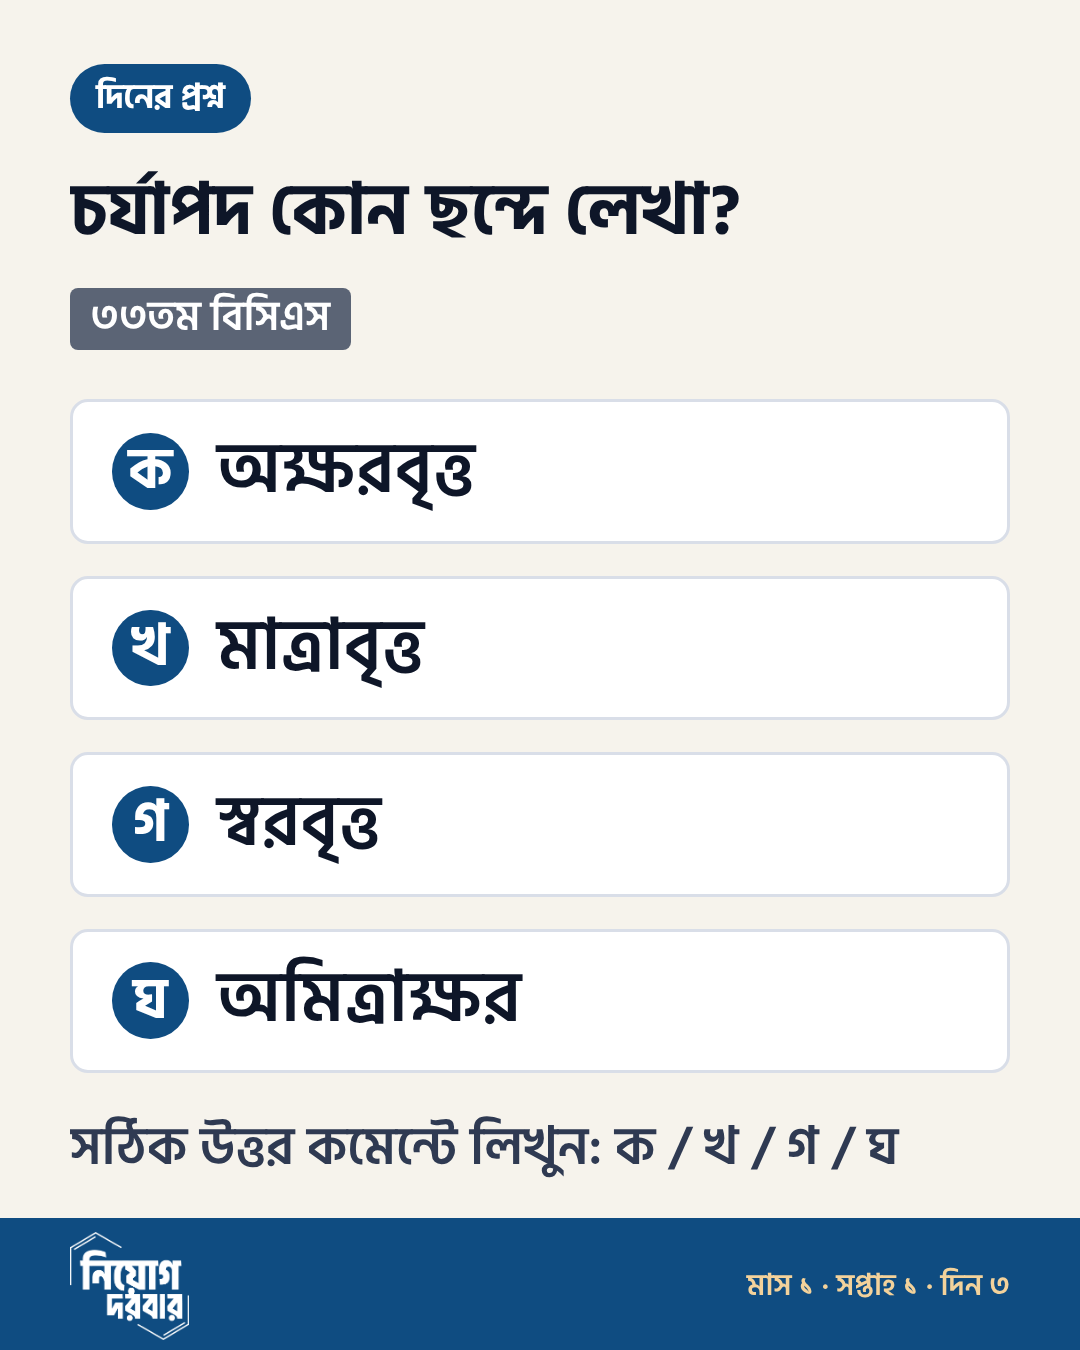 দিনের প্রশ্ন
চর্যাপদ কোন ছন্দে লেখা?
৩৩তম বিসিএস
ক অক্ষরবৃত্ত
খ মাত্রাবৃত্ত
গ স্বরবৃত্ত
ঘ অমিত্রাক্ষর
সঠিক উত্তর কমেন্টে লিখুন: ক / খ / গ / ঘ
নিয়োগ
দরবার
মাস ১ · সপ্তাহ ১ · দিন ৩